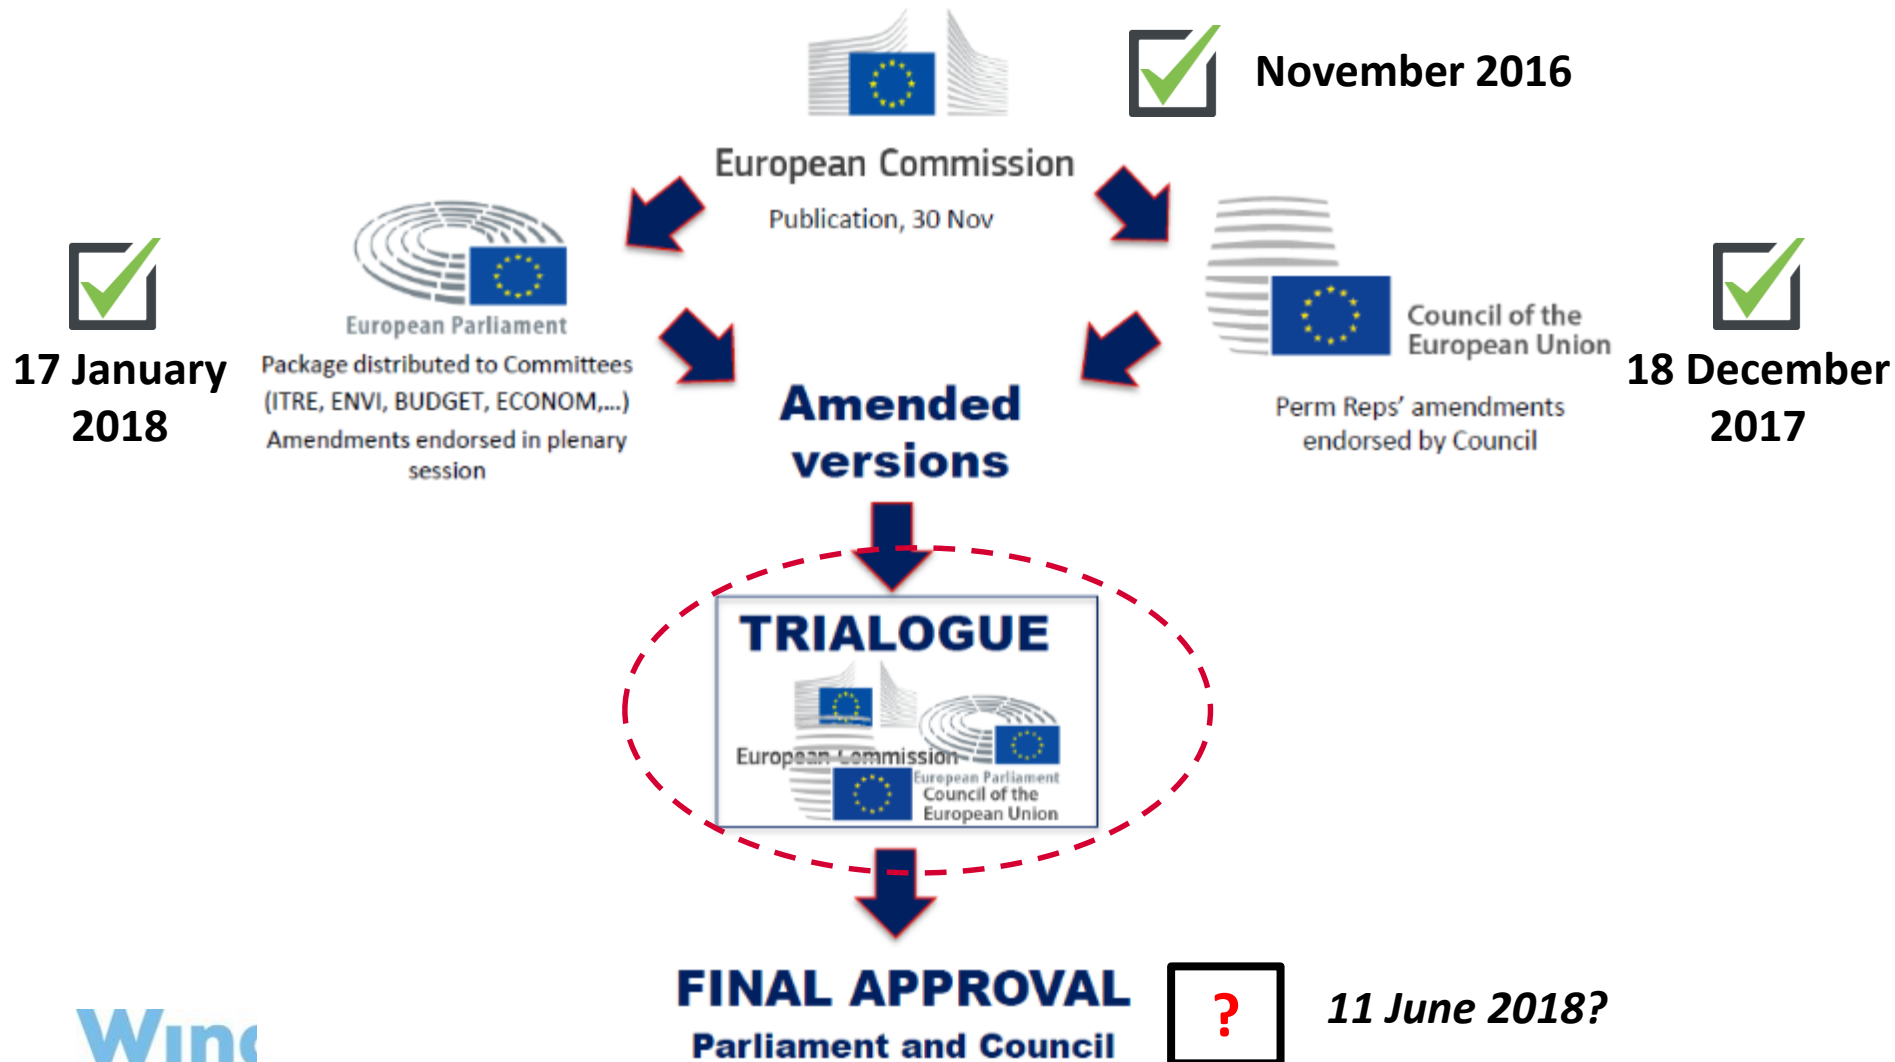 November 2016
European Commission
Publication, 30 Nov
European Parliament
Package distributed to Committees
(ITRE, ENVI, BUDGET, ECONOM,...)
Amendments endorsed in plenary
session
17 January
2018
Council of the
European Union
Perm Reps' amendments
endorsed by Council
18 December
2017
Amended
versions
TRIALOGUE
European Commission
European Parliament
Council of the
European Union
FINAL APPROVAL
Parliament and Council
?
11 June 2018?